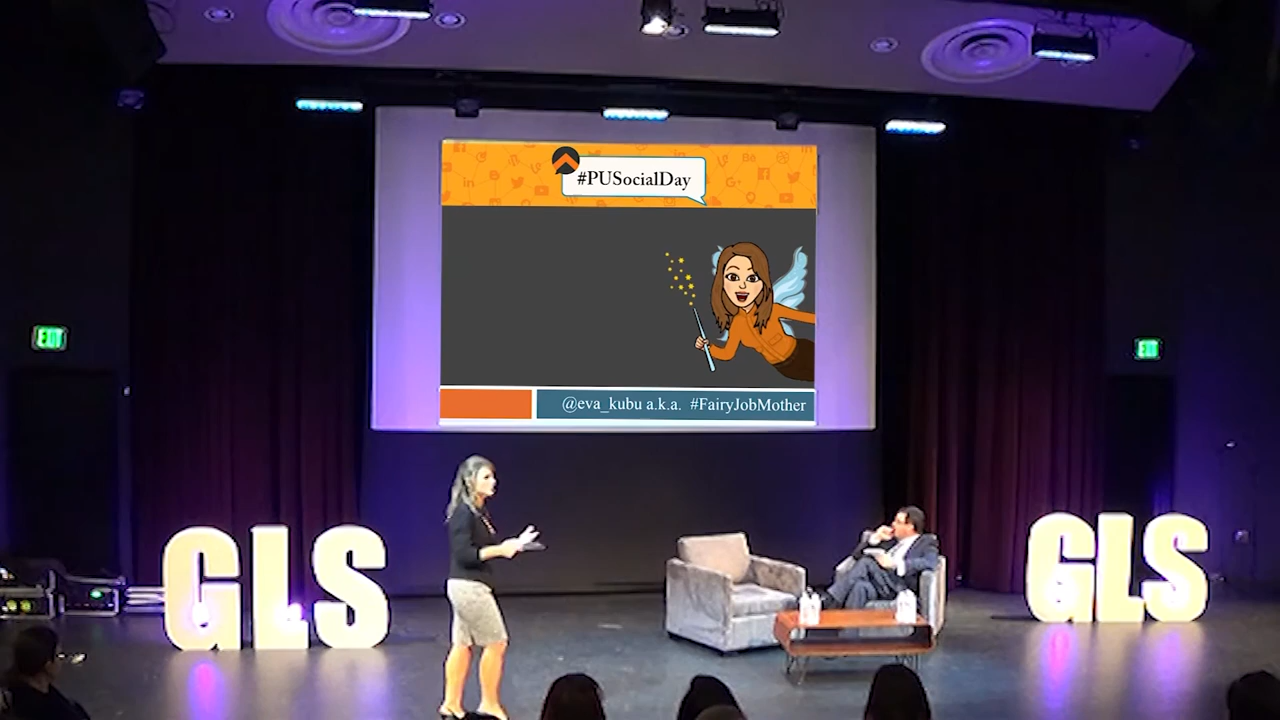 #PUSocialDay
@eva_kubu a.k.a. #FairyJobMother
EXIT
EXIT
GLS
GLS